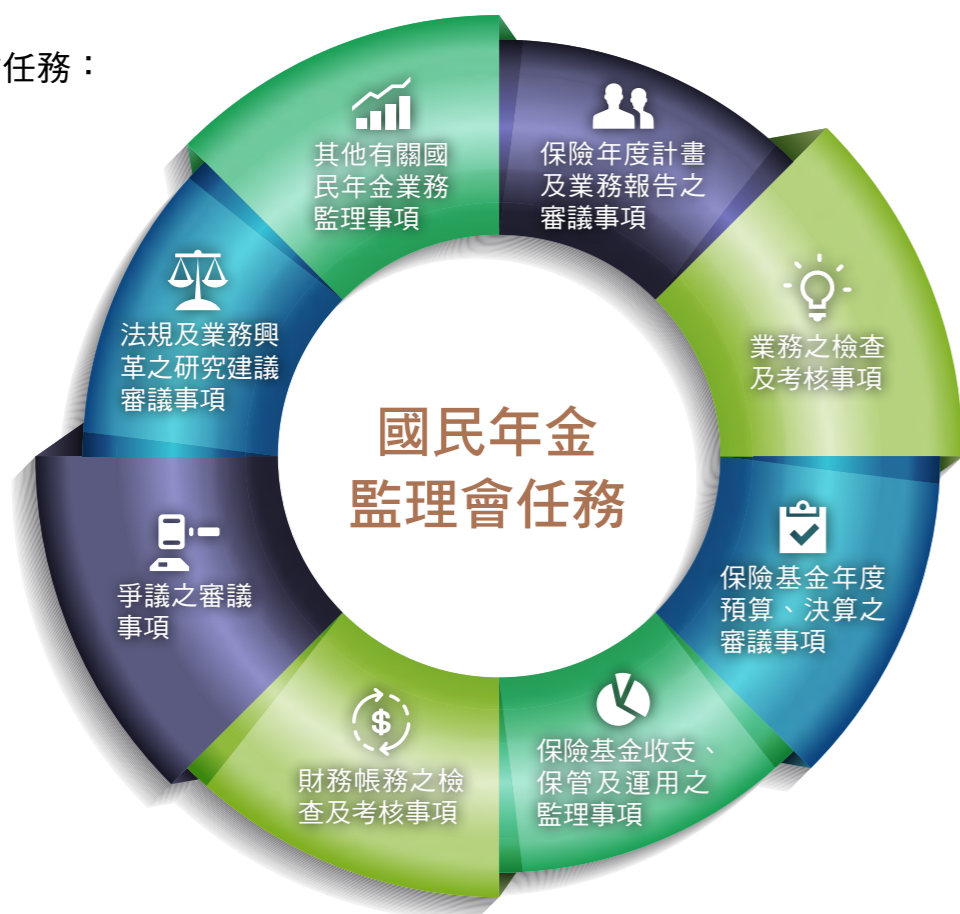 任務：
保險年度計畫
及業務報告之
審議事項
業務之檢查
及考核事項
保險基金年度
預算、決算之
審議事項
保險基金收支、
保管及運用之
監理事項
財務帳務之檢
查及考核事項
爭議之審議
事項
法規及業務興
革之研究建議
審議事項
其他有關國
民年金業務
監理事項
國民年金
監理會任務